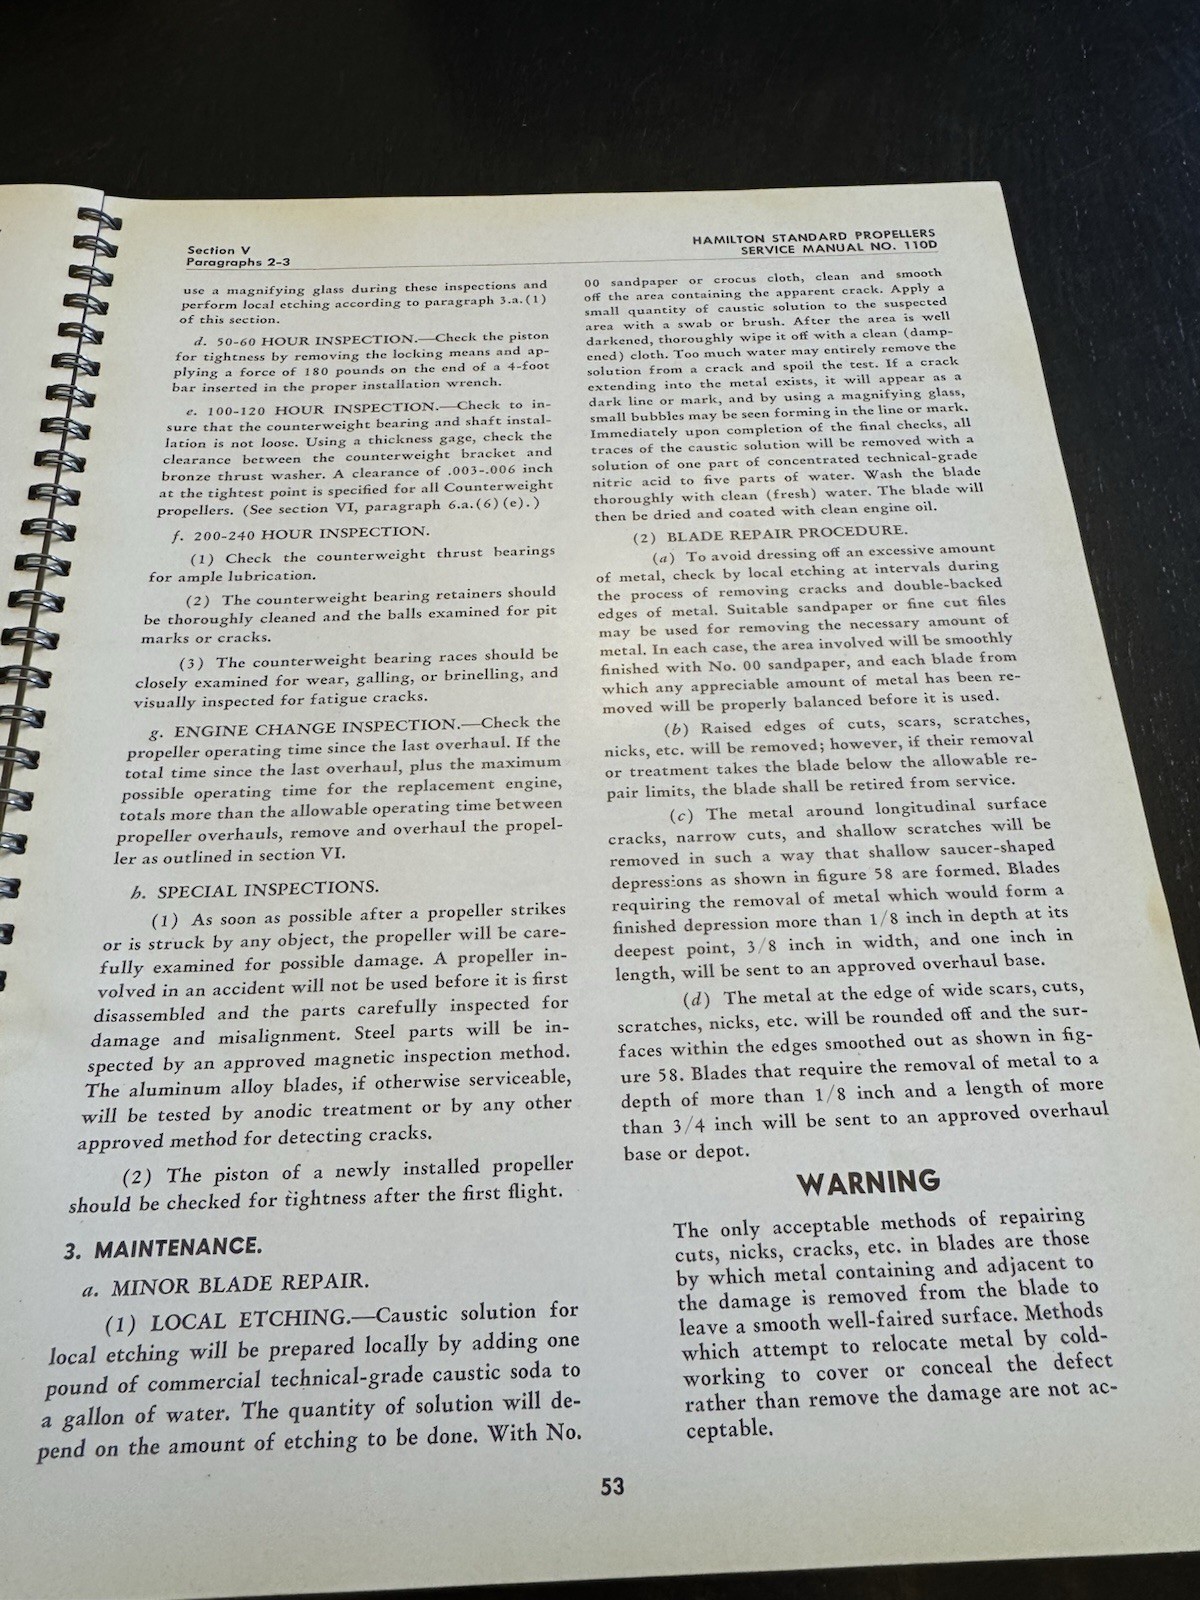 Section V
Paragraphs 2-3
HAMILTON STANDARD PROPELLERS
SERVICE MANUAL NO. 110D
use a magnifying glass during these inspections and
perform local etching according to paragraph 3.a.(1)
of this section.
d. 50-60 HOUR INSPECTION.—Check the piston
for tightness by removing the locking means and ap-
plying a force of 180 pounds on the end of a 4-foot
bar inserted in the proper installation wrench.
e. 100-120 HOUR INSPECTION.—Check to in-
sure that the counterweight bearing and shaft instal-
lation is not loose. Using a thickness gage, check the
clearance between the counterweight bracket and
bronze thrust washer. A clearance of .003-.006 inch
at the tightest point is specified for all Counterweight
propellers. (See section VI, paragraph 6.a.(6)(e).)
f. 200-240 HOUR INSPECTION.
(1) Check the counterweight thrust bearings
for ample lubrication.
(2) The counterweight bearing retainers should
be thoroughly cleaned and the balls examined for pit
marks or cracks.
(3) The counterweight bearing races should be
closely examined for wear, galling, or brinelling, and
visually inspected for fatigue cracks.
g. ENGINE CHANGE INSPECTION.—Check the
propeller operating time since the last overhaul. If the
total time since the last overhaul, plus the maximum
possible operating time for the replacement engine,
totals more than the allowable operating time between
propeller overhauls, remove and overhaul the propel-
ler as outlined in section VI.
h. SPECIAL INSPECTIONS.
(1) As soon as possible after a propeller strikes
or is struck by any object, the propeller will be care-
fully examined for possible damage. A propeller in-
volved in an accident will not be used before it is first
disassembled and the parts carefully inspected for
damage and misalignment. Steel parts will be in-
spected by an approved magnetic inspection method.
The aluminum alloy blades, if otherwise serviceable,
will be tested by anodic treatment or by any other
approved method for detecting cracks.
(2) The piston of a newly installed propeller
should be checked for tightness after the first flight.
3. MAINTENANCE.
a. MINOR BLADE REPAIR.
(1) LOCAL ETCHING.—Caustic solution for
local etching will be prepared locally by adding one
pound of commercial technical-grade caustic soda to
a gallon of water. The quantity of solution will de-
pend on the amount of etching to be done. With No.
00 sandpaper or crocus cloth, clean and smooth
off the area containing the apparent crack. Apply a
small quantity of caustic solution to the suspected
area with a swab or brush. After the area is well
darkened, thoroughly wipe it off with a clean (damp-
ened) cloth. Too much water may entirely remove the
solution from a crack and spoil the test. If a crack
extending into the metal exists, it will appear as a
dark line or mark, and by using a magnifying glass,
small bubbles may be seen forming in the line or mark.
Immediately upon completion of the final checks, all
traces of the caustic solution will be removed with a
solution of one part of concentrated technical-grade
nitric acid to five parts of water. Wash the blade
thoroughly with clean (fresh) water. The blade will
then be dried and coated with clean engine oil.
(2) BLADE REPAIR PROCEDURE.
(a) To avoid dressing off an excessive amount
of metal, check by local etching at intervals during
the process of removing cracks and double-backed
edges of metal. Suitable sandpaper or fine cut files
may be used for removing the necessary amount of
metal. In each case, the area involved will be smoothly
finished with No. 00 sandpaper, and each blade from
which any appreciable amount of metal has been re-
moved will be properly balanced before it is used.
(b) Raised edges of cuts, scars, scratches,
nicks, etc. will be removed; however, if their removal
or treatment takes the blade below the allowable re-
pair limits, the blade shall be retired from service.
(c) The metal around longitudinal surface
cracks, narrow cuts, and shallow scratches will be
removed in such a way that shallow saucer-shaped
depressions as shown in figure 58 are formed. Blades
requiring the removal of metal which would form a
finished depression more than 1/8 inch in depth at its
deepest point, 3/8 inch in width, and one inch in
length, will be sent to an approved overhaul base.
(d) The metal at the edge of wide scars, cuts,
scratches, nicks, etc. will be rounded off and the sur-
faces within the edges smoothed out as shown in fig-
ure 58. Blades that require the removal of metal to a
depth of more than 1/8 inch and a length of more
than 3/4 inch will be sent to an approved overhaul
base or depot.
WARNING
The only acceptable methods of repairing
cuts, nicks, cracks, etc. in blades are those
by which metal containing and adjacent to
the damage is removed from the blade to
leave a smooth well-faired surface. Methods
which attempt to relocate metal by cold-
working to cover or conceal the defect
rather than remove the damage are not ac-
ceptable.
53